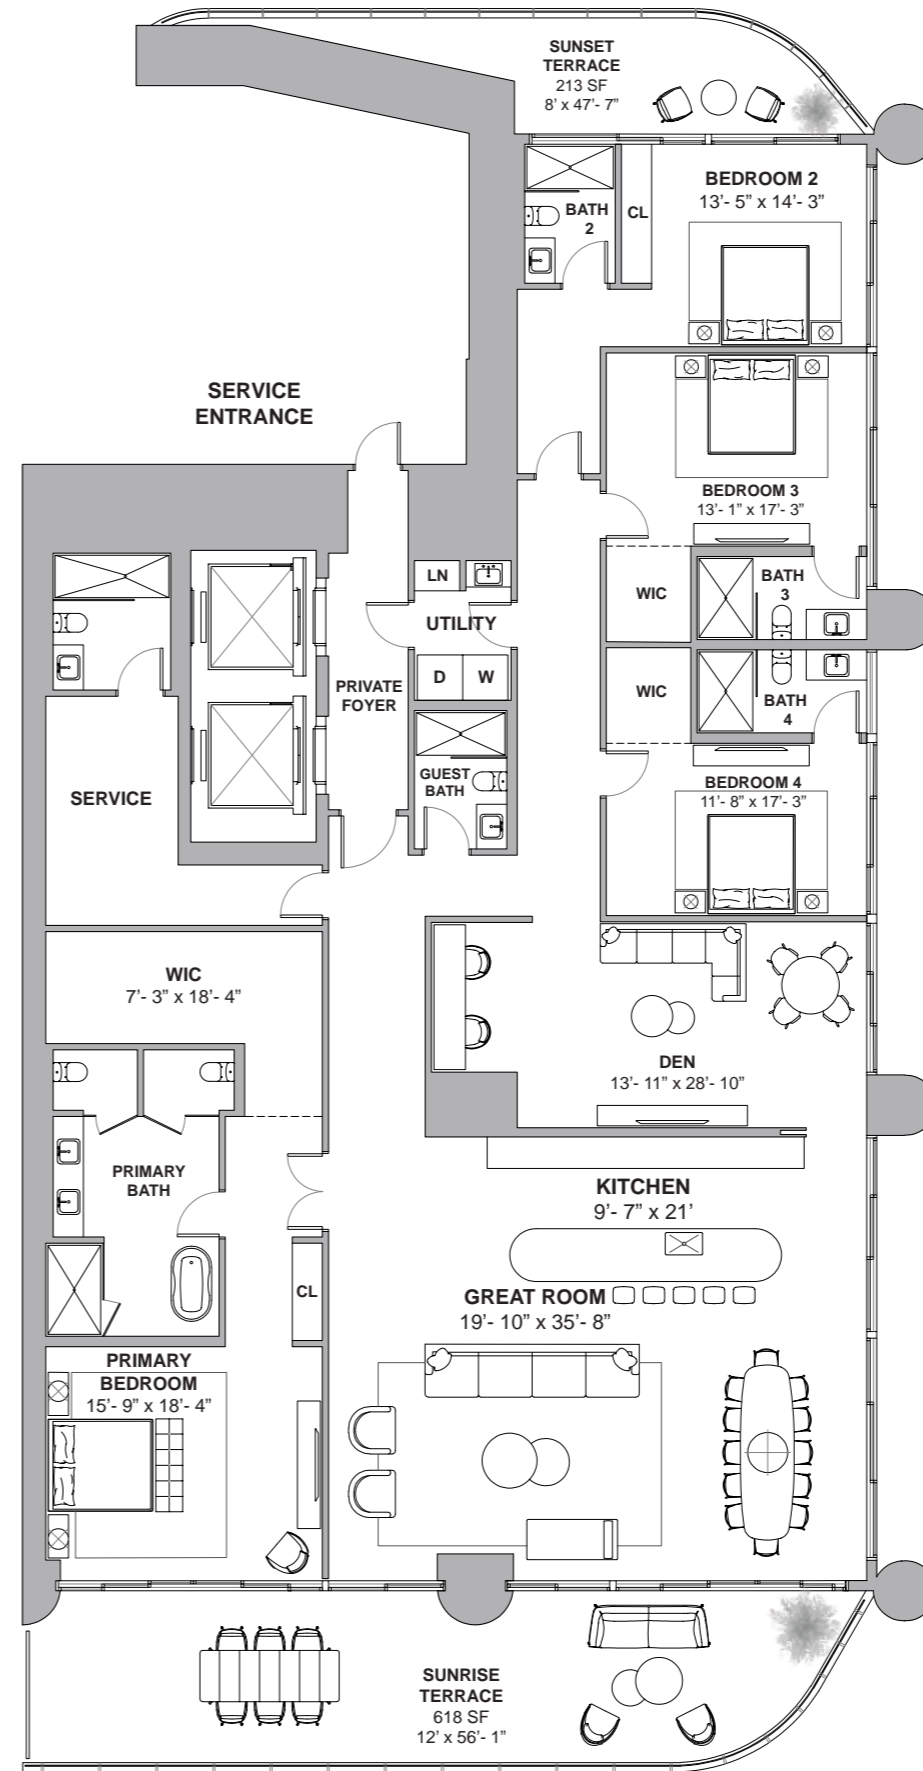 SUNSET
TERRACE
213 SF
8’ x 47’- 7”
BEDROOM 2
13’- 5” x 14’- 3”
BATH
2
CL
SERVICE
ENTRANCE
BEDROOM 3
13’- 1” x 17’- 3”
LN
UTILITY
D
W
WIC
BATH
3
WIC
BATH
4
PRIVATE
FOYER
GUEST
BATH
BEDROOM 4
11’- 8” x 17’- 3”
SERVICE
WIC
7’- 3” x 18’- 4”
DEN
13’- 11” x 28’- 10”
PRIMARY
BATH
KITCHEN
9’- 7” x 21’
CL
GREAT ROOM
19’- 10” x 35’- 8”
PRIMARY
BEDROOM
15’- 9” x 18’- 4”
SUNRISE
TERRACE
618 SF
12’ x 56’- 1”